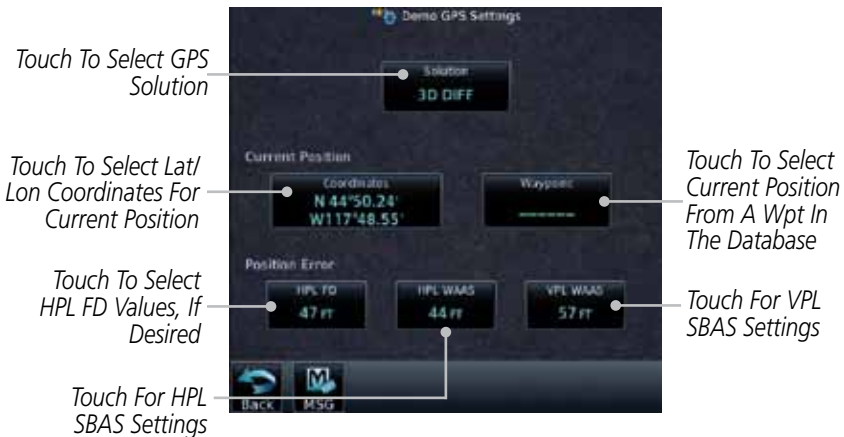 Demo GPS Settings
Touch To Select GPS
Solution
Solution
3D DIFF
Current Position
Touch To Select Lat/
Lon Coordinates For
Current Position
Coordinates
N 44°50.24'
W117°48.55'
Waypoint
______
Touch To Select
Current Position
From A Wpt In
The Database
Position Error
Touch To Select
HPL FD Values, If
Desired
HPL FD
47 FT
HPL WAAS
44 FT
VPL WAAS
57 FT
Touch For VPL
SBAS Settings
Touch For HPL
SBAS Settings
Back
MSG